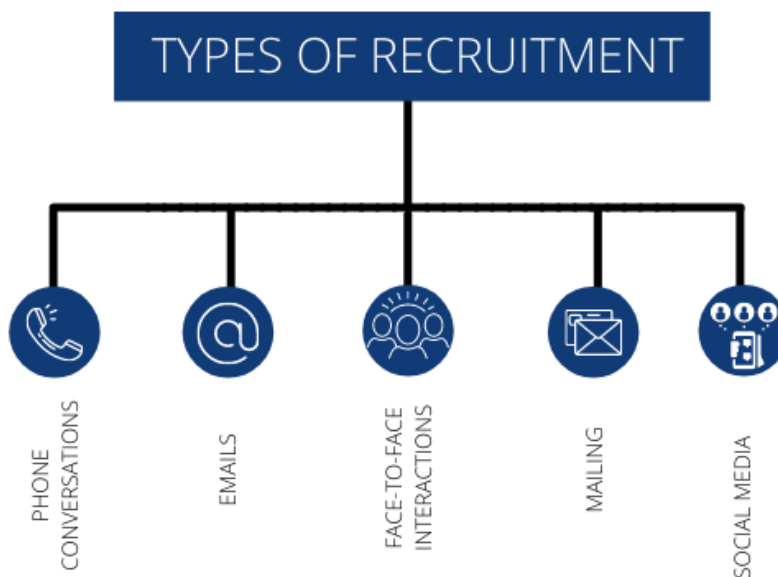 TYPES OF RECRUITMENT
PHONE
CONVERSATIONS
EMAILS
FACE-TO-FACE
INTERACTIONS
MAILING
SOCIAL MEDIA